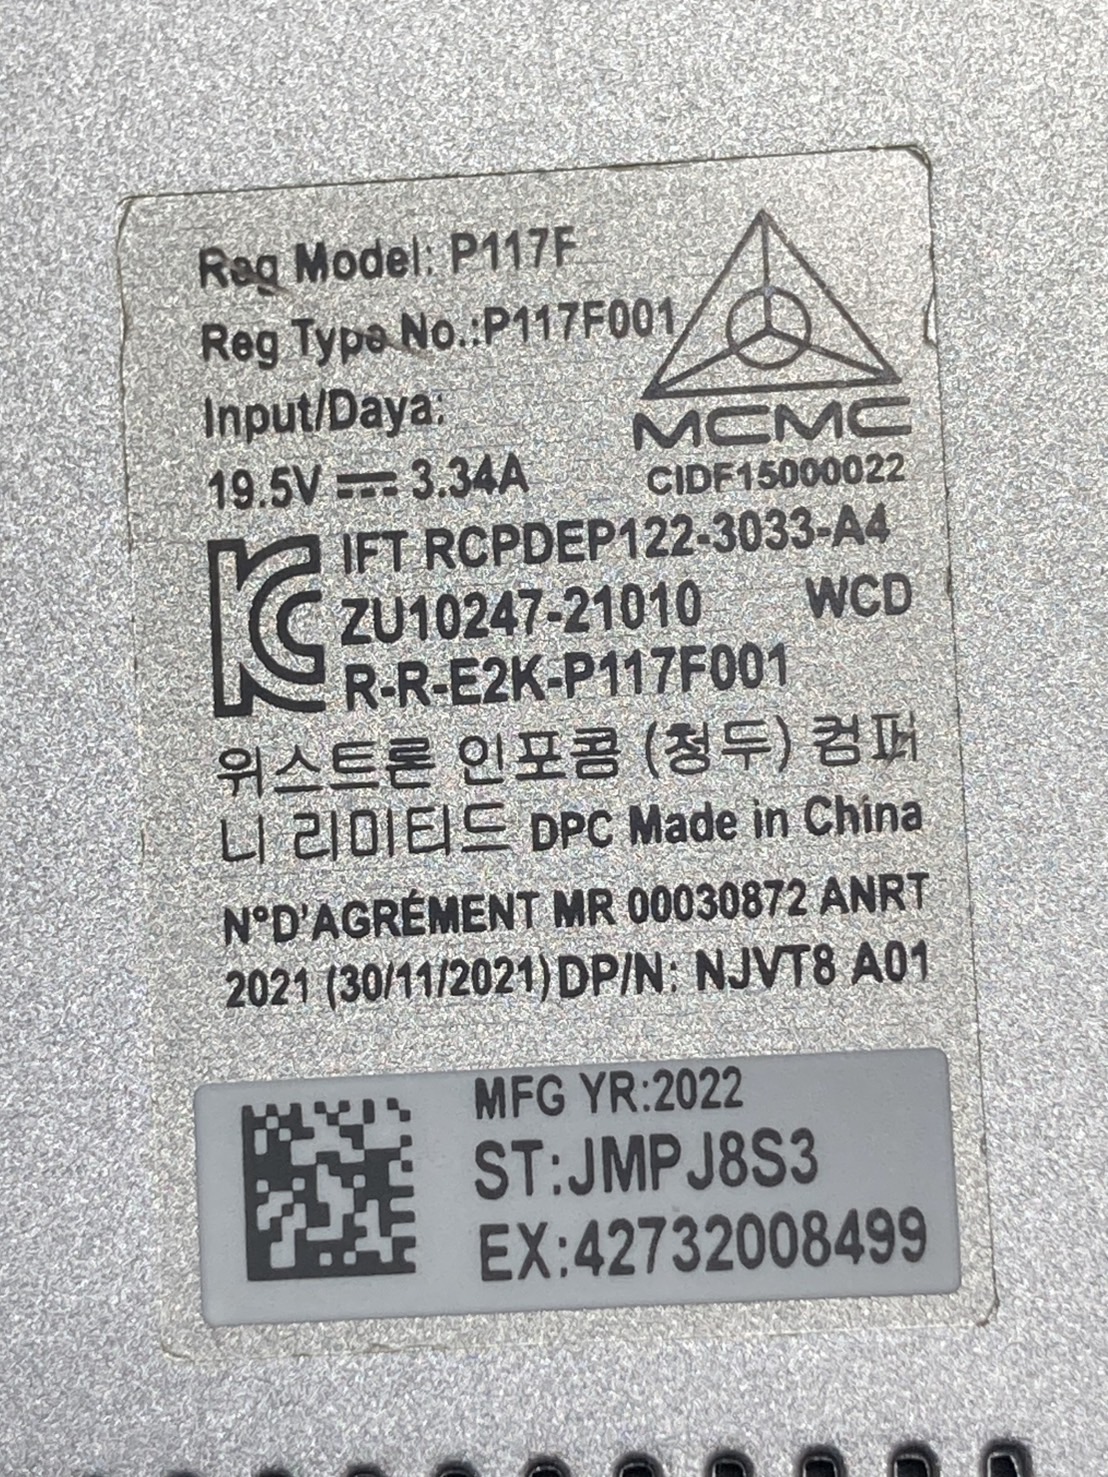 Reg Model: P117F
Reg Type No.:P117F001
Input/Daya:
19.5V 3.34A
MCMC
CIDF15000022
IFT RCPDEP122-3033-A4
ZU10247-21010 WCD
R-R-E2K-P117F001
위스트론 인포콤 (청두) 컴퍼
니 리미티드 DPC Made in China
N°D'AGRÉMENT MR 00030872 ANRT
2021 (30/11/2021) DP/N: NJVT8 A01
MFG YR:2022
ST:JMPJ8S3
EX:42732008499